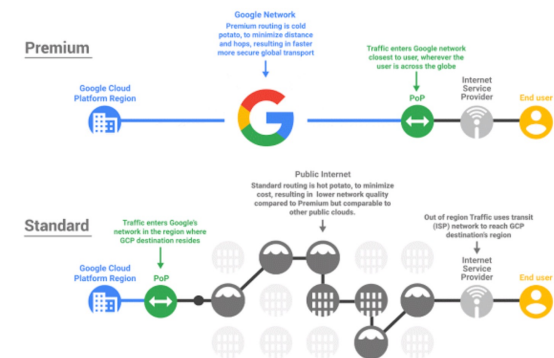 Google Network
Premium routing is cold
potato, to minimize distance
and hops, resulting in faster
more secure global transport
Premium
Traffic enters Google network
closest to user, wherever the
user is across the globe
Google Cloud
Platform Region
PoP
Internet
Service
Provider
End user
Public Internet
Standard routing is hot potato, to minimize
cost, resulting in lower network quality
compared to Premium but comparable to
other public clouds.
Standard
Traffic enters Google's
network in the region where
GCP destination resides
Out of region Traffic uses transit
(ISP) network to reach GCP
destination's region
Google Cloud
Platform Region
PoP
Internet
Service
Provider
End user